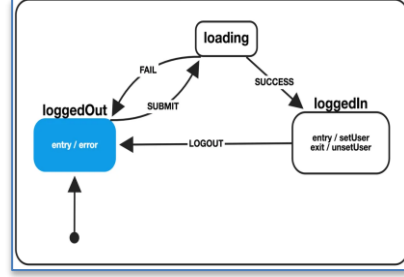 loading
FAIL
SUCCESS
loggedOut
SUBMIT
loggedIn
entry / error
LOGOUT
entry / setUser
exit / unsetUser